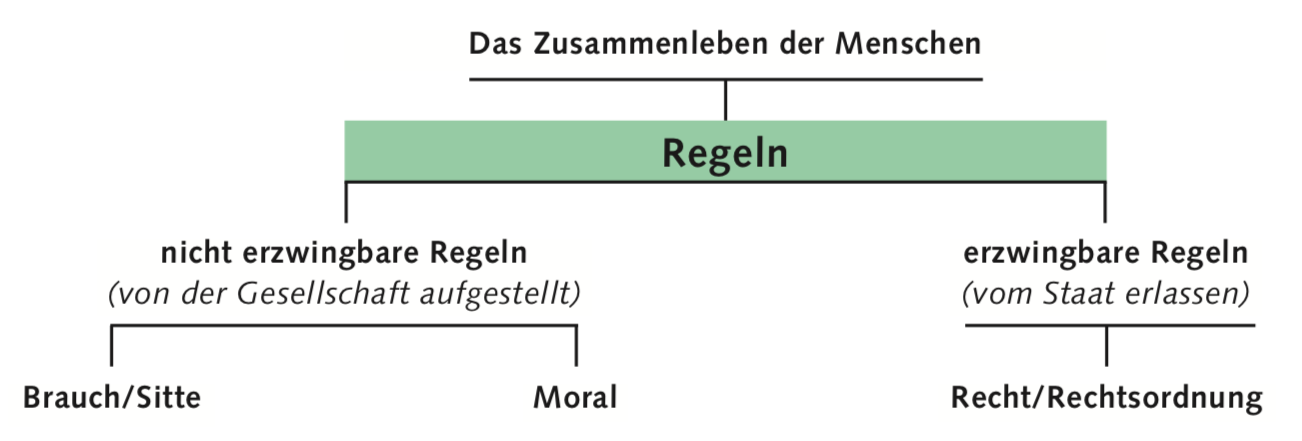 Das Zusammenleben der Menschen
Regeln
nicht erzwingbare Regeln
(von der Gesellschaft aufgestellt)
erzwingbare Regeln
(vom Staat erlassen)
Brauch/Sitte
Moral
Recht/Rechtsordnung